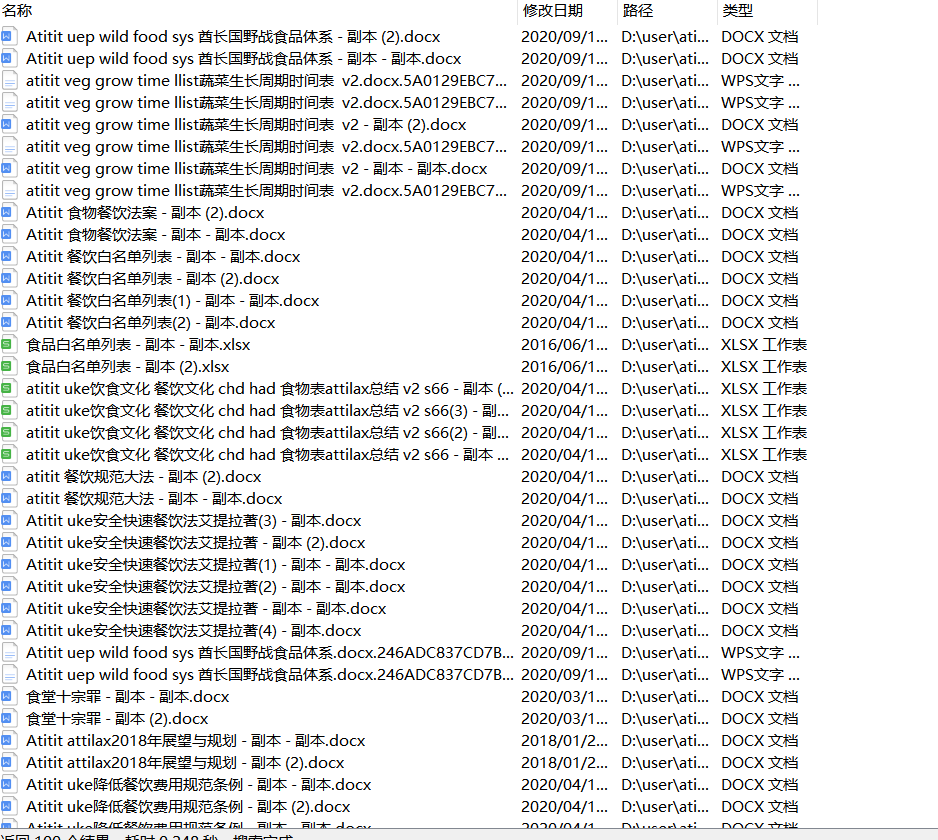 名称 修改日期 路径 类型
Atitit uep wild food sys 酋长国野战食品体系 - 副本 (2).docx 2020/09/1... D:\user\ati... DOCX 文档
Atitit uep wild food sys 酋长国野战食品体系 - 副本 - 副本.docx 2020/09/1... D:\user\ati... DOCX 文档
atitit veg grow time llist蔬菜生长周期时间表 v2.docx.5A0129EBC7... 2020/09/1... D:\user\ati... WPS文字 ...
atitit veg grow time llist蔬菜生长周期时间表 v2.docx.5A0129EBC7... 2020/09/1... D:\user\ati... WPS文字 ...
atitit veg grow time llist蔬菜生长周期时间表 v2 - 副本 (2).docx 2020/09/1... D:\user\ati... DOCX 文档
atitit veg grow time llist蔬菜生长周期时间表 v2.docx.5A0129EBC7... 2020/09/1... D:\user\ati... WPS文字 ...
atitit veg grow time llist蔬菜生长周期时间表 v2 - 副本 - 副本.docx 2020/09/1... D:\user\ati... DOCX 文档
atitit veg grow time llist蔬菜生长周期时间表 v2.docx.5A0129EBC7... 2020/09/1... D:\user\ati... WPS文字 ...
Atitit 食物餐饮法案 - 副本 (2).docx 2020/04/1... D:\user\ati... DOCX 文档
Atitit 食物餐饮法案 - 副本 - 副本.docx 2020/04/1... D:\user\ati... DOCX 文档
Atitit 餐饮白名单列表 - 副本 - 副本.docx 2020/04/1... D:\user\ati... DOCX 文档
Atitit 餐饮白名单列表 - 副本 (2).docx 2020/04/1... D:\user\ati... DOCX 文档
Atitit 餐饮白名单列表(1) - 副本 - 副本.docx 2020/04/1... D:\user\ati... DOCX 文档
Atitit 餐饮白名单列表(2) - 副本.docx 2020/04/1... D:\user\ati... DOCX 文档
食品白名单列表 - 副本 - 副本.xlsx 2016/06/1... D:\user\ati... XLSX 工作表
食品白名单列表 - 副本 (2).xlsx 2016/06/1... D:\user\ati... XLSX 工作表
atitit uke饮食文化 餐饮文化 chd had 食物表attilax总结 v2 s66 - 副本 (... 2020/04/1... D:\user\ati... XLSX 工作表
atitit uke饮食文化 餐饮文化 chd had 食物表attilax总结 v2 s66(3) - 副... 2020/04/1... D:\user\ati... XLSX 工作表
atitit uke饮食文化 餐饮文化 chd had 食物表attilax总结 v2 s66(2) - 副... 2020/04/1... D:\user\ati... XLSX 工作表
atitit uke饮食文化 餐饮文化 chd had 食物表attilax总结 v2 s66 - 副本 ... 2020/04/1... D:\user\ati... XLSX 工作表
atitit 餐饮规范大法 - 副本 (2).docx 2020/04/1... D:\user\ati... DOCX 文档
atitit 餐饮规范大法 - 副本 - 副本.docx 2020/04/1... D:\user\ati... DOCX 文档
Atitit uke安全快速餐饮法艾提拉著(3) - 副本.docx 2020/04/1... D:\user\ati... DOCX 文档
Atitit uke安全快速餐饮法艾提拉著 - 副本 (2).docx 2020/04/1... D:\user\ati... DOCX 文档
Atitit uke安全快速餐饮法艾提拉著(1) - 副本 - 副本.docx 2020/04/1... D:\user\ati... DOCX 文档
Atitit uke安全快速餐饮法艾提拉著(2) - 副本 - 副本.docx 2020/04/1... D:\user\ati... DOCX 文档
Atitit uke安全快速餐饮法艾提拉著 - 副本 - 副本.docx 2020/04/1... D:\user\ati... DOCX 文档
Atitit uke安全快速餐饮法艾提拉著(4) - 副本.docx 2020/04/1... D:\user\ati... DOCX 文档
Atitit uep wild food sys 酋长国野战食品体系.docx.246ADC837CD7B... 2020/09/1... D:\user\ati... WPS文字 ...
Atitit uep wild food sys 酋长国野战食品体系.docx.246ADC837CD7B... 2020/09/1... D:\user\ati... WPS文字 ...
食堂十宗罪 - 副本 - 副本.docx 2020/03/1... D:\user\ati... DOCX 文档
食堂十宗罪 - 副本 (2).docx 2020/03/1... D:\user\ati... DOCX 文档
Atitit attilax2018年展望与规划 - 副本 - 副本.docx 2018/01/2... D:\user\ati... DOCX 文档
Atitit attilax2018年展望与规划 - 副本 (2).docx 2018/01/2... D:\user\ati... DOCX 文档
Atitit uke降低餐饮费用规范条例 - 副本 - 副本.docx 2020/04/1... D:\user\ati... DOCX 文档
Atitit uke降低餐饮费用规范条例 - 副本 (2).docx 2020/04/1... D:\user\ati... DOCX 文档